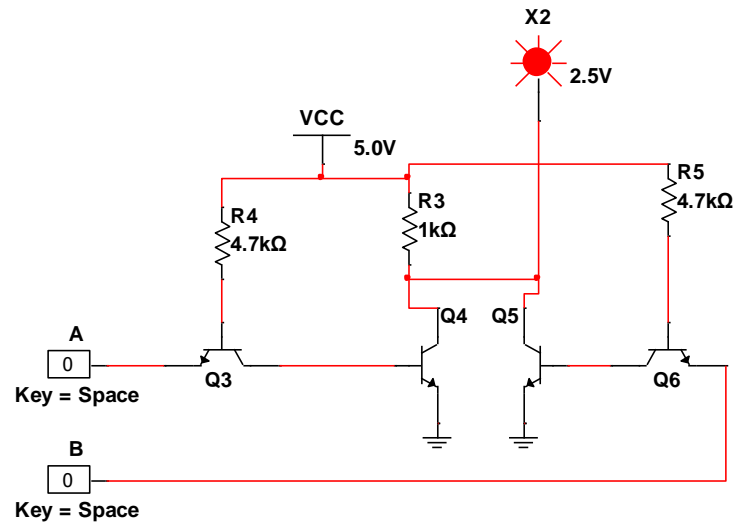 X2
2.5V
VCC
5.0V
R5
4.7kΩ
R3
1kΩ
R4
4.7kΩ
Q4
Q5
A
0
Q3
Q6
Key = Space
B
0
Key = Space